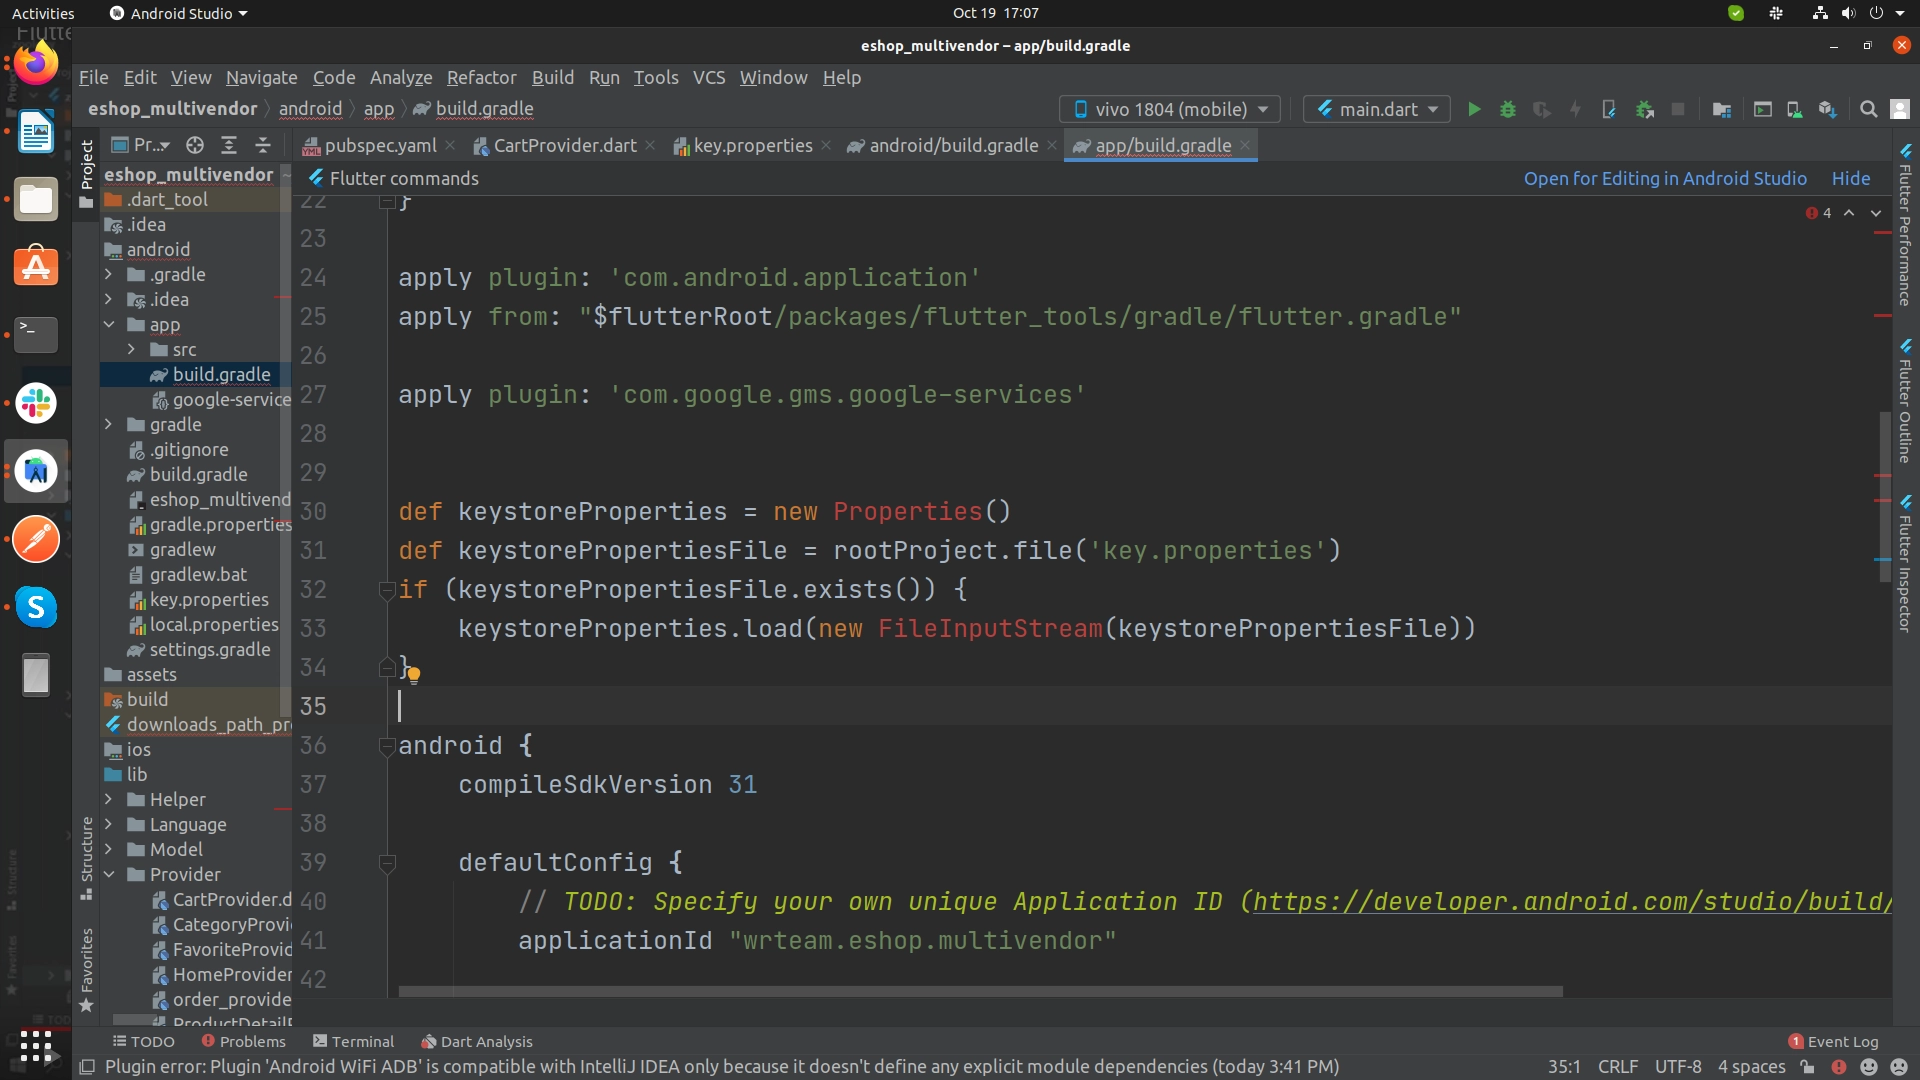 Activities
Android Studio
Oct 19 17:07
eshop_multivendor – app/build.gradle
File Edit View Navigate Code Analyze Refactor Build Run Tools VCS Window Help
eshop_multivendor android app build.gradle
vivo 1804 (mobile)
main.dart
Project
Pr...
pubspec.yaml
CartProvider.dart
key.properties
android/build.gradle
app/build.gradle
Flutter commands
Open for Editing in Android Studio
Hide
4
eshop_multivendor
.dart_tool
.idea
android
.gradle
.idea
app
src
build.gradle
google-service
gradle
.gitignore
build.gradle
eshop_multivend
gradle.properties
gradlew
gradlew.bat
key.properties
local.properties
settings.gradle
assets
build
downloads_path_pr
ios
lib
Helper
Language
Model
Provider
CartProvider.d
CategoryProvi
FavoriteProvid
HomeProvider
order_provide
ProductDetail
22 }
23
24 apply plugin: 'com.android.application'
25 apply from: "$flutterRoot/packages/flutter_tools/gradle/flutter.gradle"
26
27 apply plugin: 'com.google.gms.google-services'
28
29
30 def keystoreProperties = new Properties()
31 def keystorePropertiesFile = rootProject.file('key.properties')
32 if (keystorePropertiesFile.exists()) {
33 keystoreProperties.load(new FileInputStream(keystorePropertiesFile))
34 }
35
36 android {
37 compileSdkVersion 31
38
39 defaultConfig {
40 // TODO: Specify your own unique Application ID (https://developer.android.com/studio/build/
41 applicationId "wrteam.eshop.multivendor"
42
Structure
Favorites
Flutter Performance
Flutter Outline
Flutter Inspector
TODO
Problems
Terminal
Dart Analysis
1 Event Log
Plugin error: Plugin 'Android WiFi ADB' is compatible with IntelliJ IDEA only because it doesn't define any explicit module dependencies (today 3:41 PM)
35:1 CRLF UTF-8 4 spaces